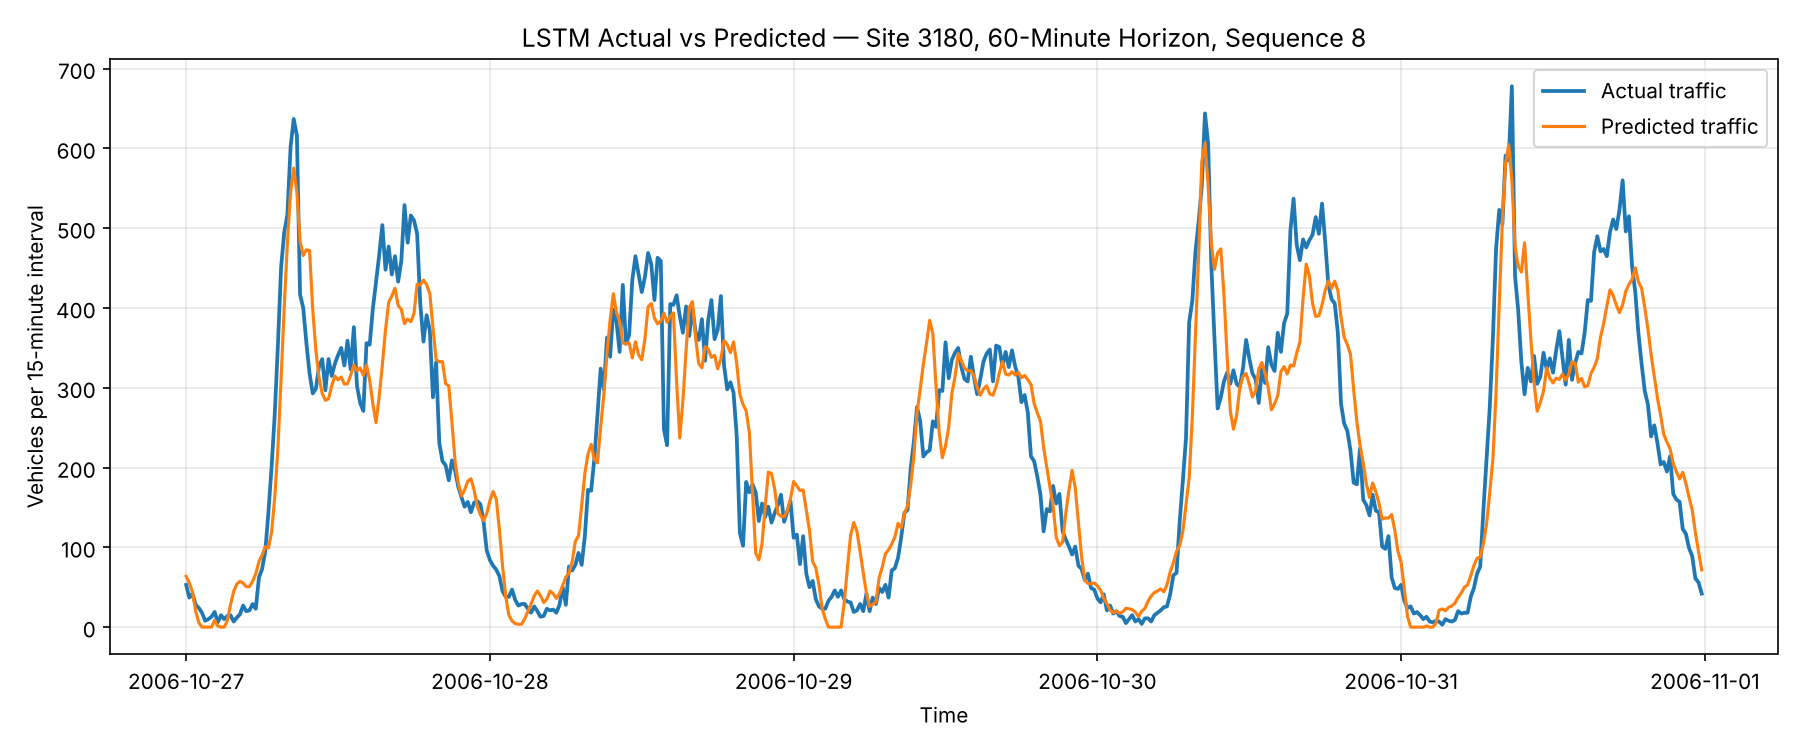 LSTM Actual vs Predicted — Site 3180, 60-Minute Horizon, Sequence 8
Actual traffic
Predicted traffic
Vehicles per 15-minute interval
700
600
500
400
300
200
100
0
2006-10-27 2006-10-28 2006-10-29 2006-10-30 2006-10-31 2006-11-01
Time